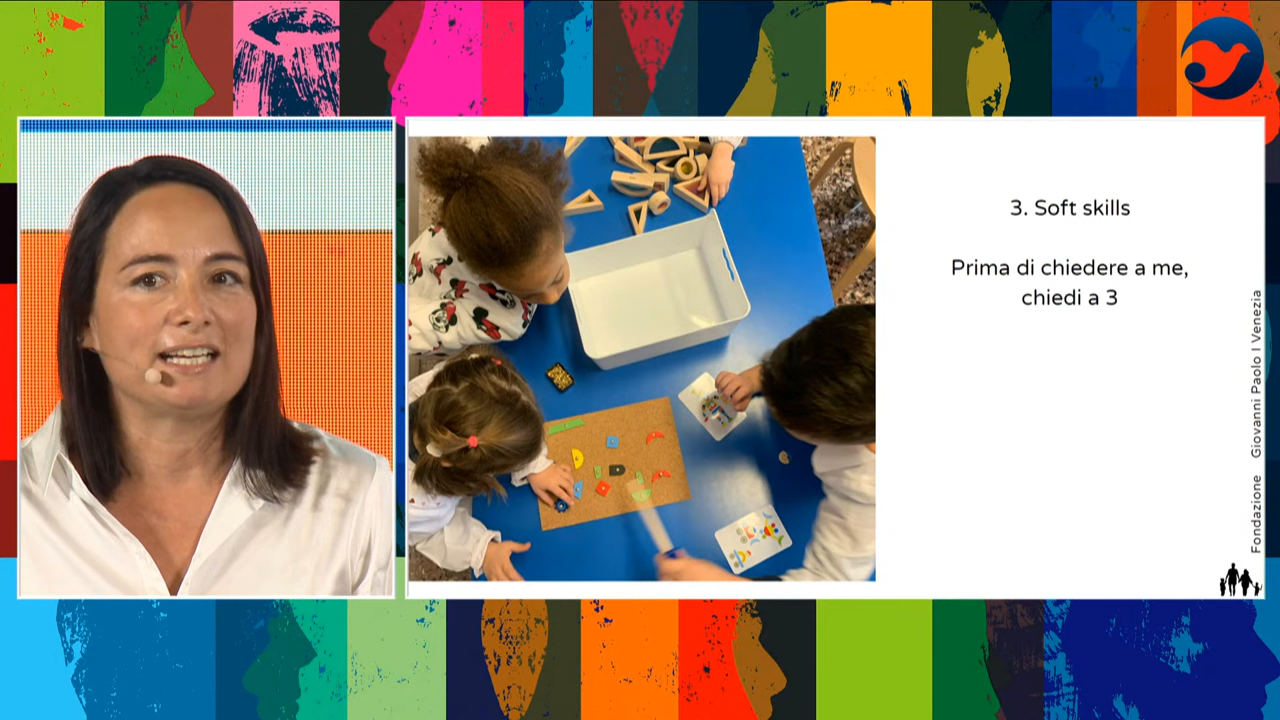 3. Soft skills
Prima di chiedere a me,
chiedi a 3
Fondazione Giovanni Paolo I Venezia